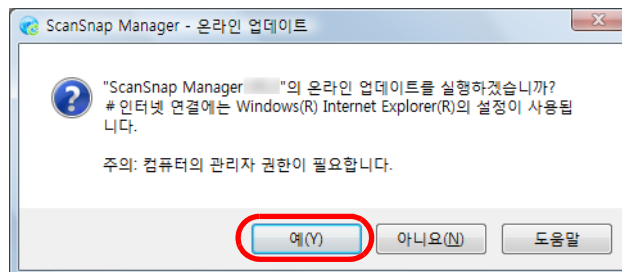 ScanSnap Manager - 온라인 업데이트
"ScanSnap Manager "의 온라인 업데이트를 실행하겠습니까?
# 인터넷 연결에는 Windows(R) Internet Explorer(R)의 설정이 사용됩
니다.
주의: 컴퓨터의 관리자 권한이 필요합니다.
예(Y) 아니요(N) 도움말